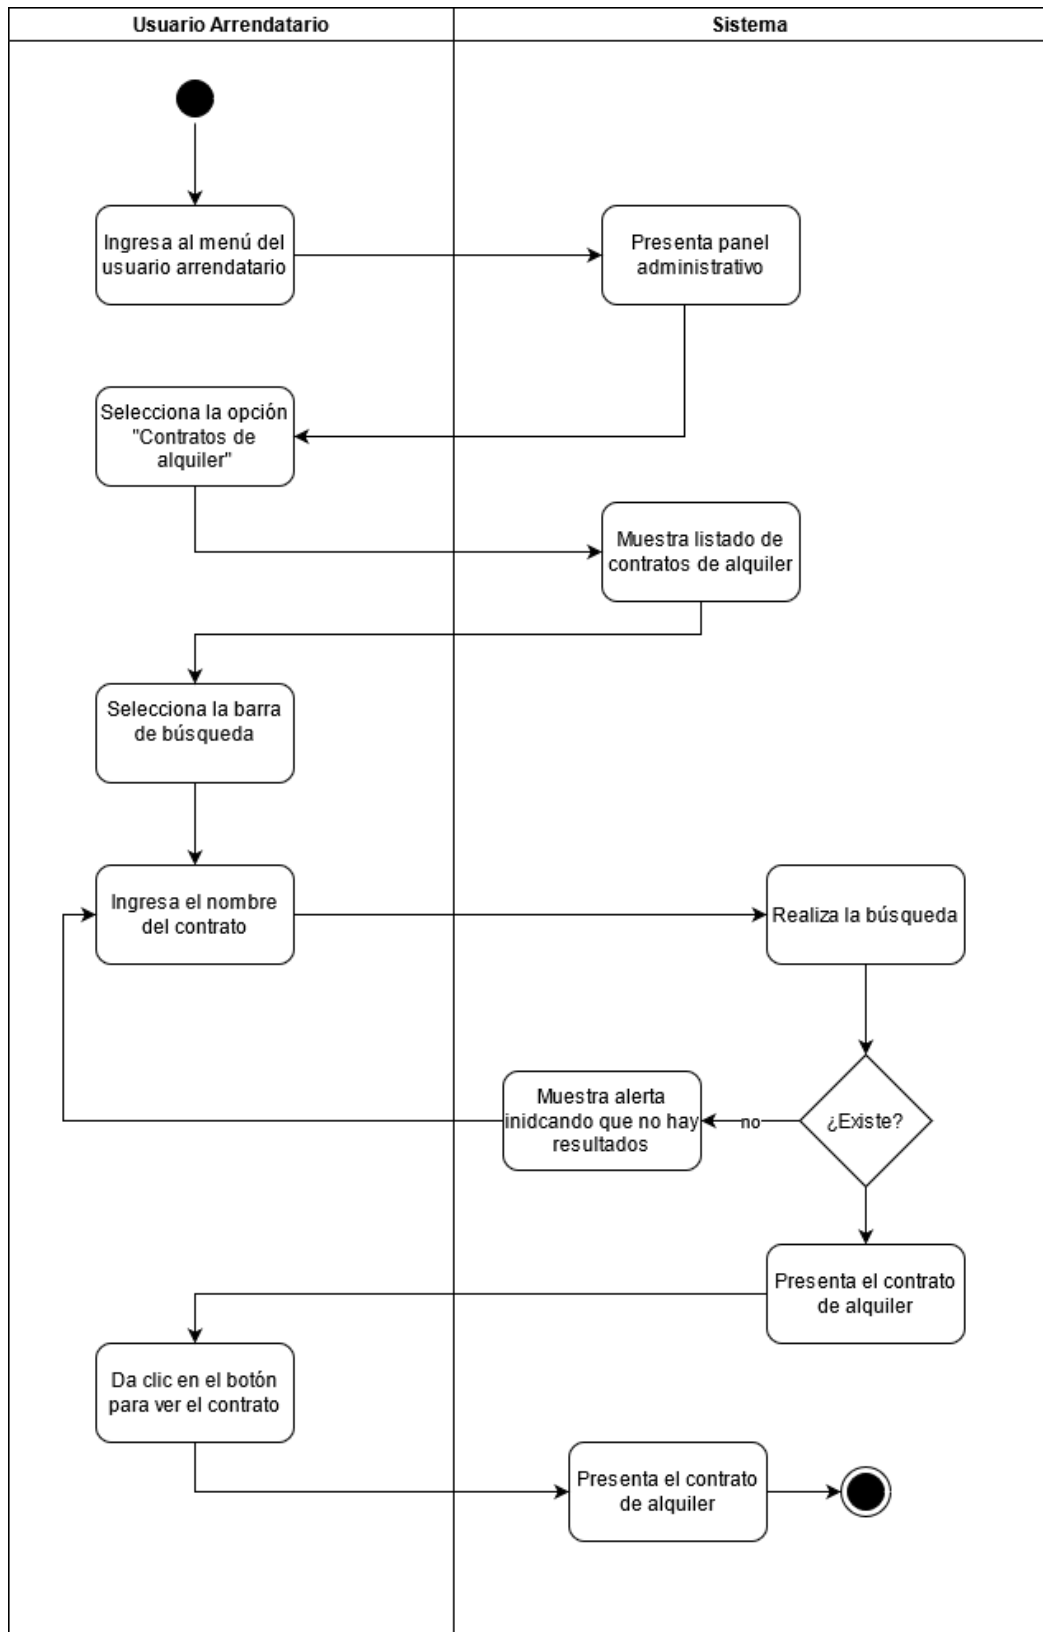 Usuario Arrendatario
Sistema
Ingresa al menú del
usuario arrendatario
Presenta panel
administrativo
Selecciona la opción
"Contratos de
alquiler"
Muestra listado de
contratos de alquiler
Selecciona la barra
de búsqueda
Ingresa el nombre
del contrato
Realiza la búsqueda
¿Existe?
no
Muestra alerta
inidcando que no hay
resultados
Presenta el contrato
de alquiler
Da clic en el botón
para ver el contrato
Presenta el contrato
de alquiler